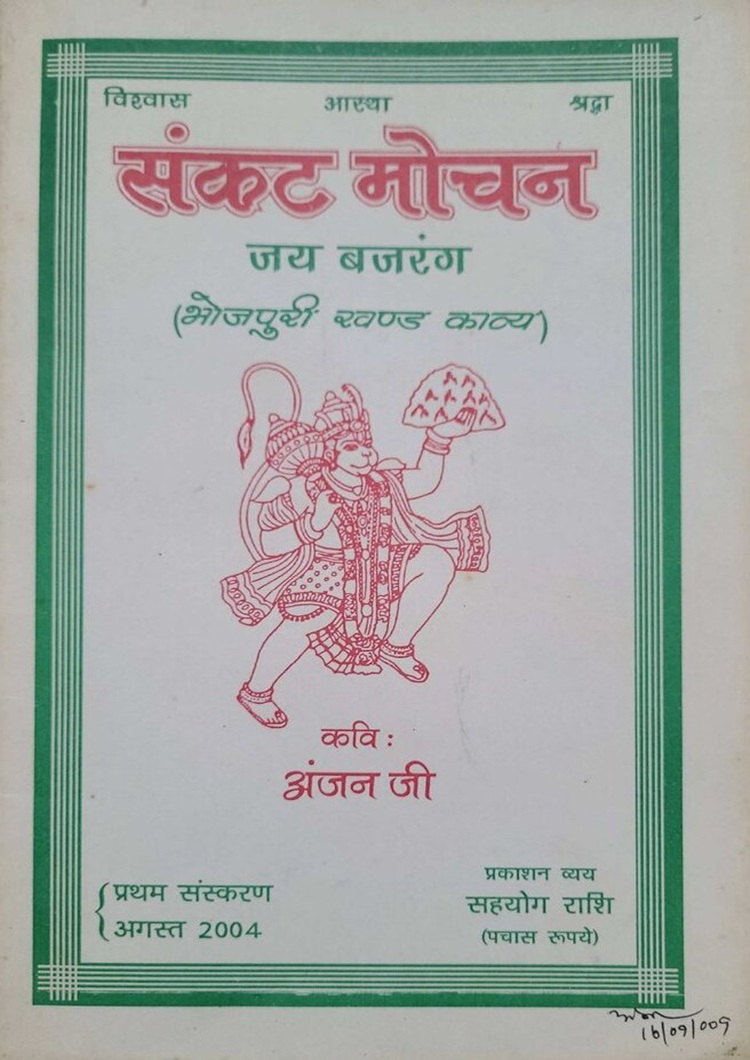 विश्वास आस्था श्रद्धा
संकट मोचन
जय बजरंग
(भोजपुरी खण्ड काव्य)
कवि :
अंजन जी
प्रथम संस्करण
अगस्त 2004
प्रकाशन व्यय
सहयोग राशि
(पचास रूपये)
16/09/009